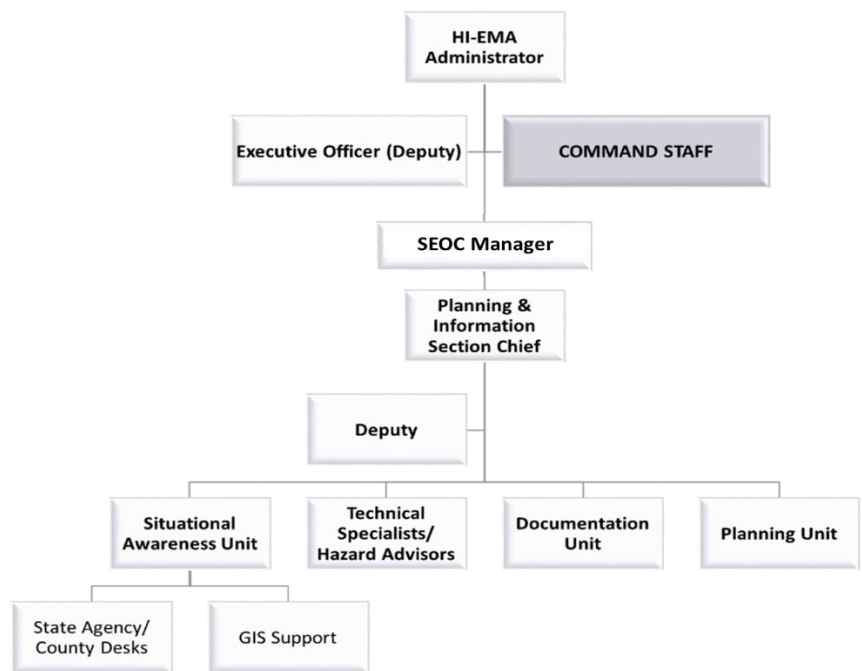 HI-EMA
Administrator
Executive Officer (Deputy)
COMMAND STAFF
SEOC Manager
Planning &
Information
Section Chief
Deputy
Situational
Awareness Unit
Technical
Specialists/
Hazard Advisors
Documentation
Unit
Planning Unit
State Agency/
County Desks
GIS Support